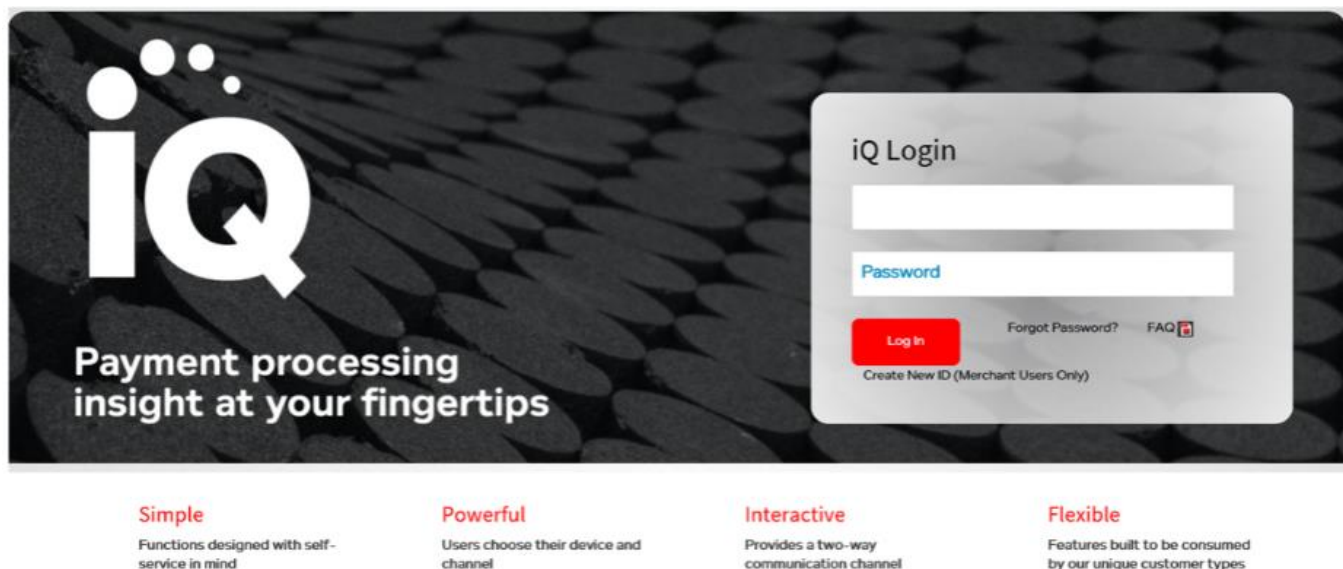 iQ
Payment processing
insight at your fingertips
iQ Login
Password
Log In
Forgot Password?
FAQ
Create New ID (Merchant Users Only)
Simple
Functions designed with self-
service in mind
Powerful
Users choose their device and
channel
Interactive
Provides a two-way
communication channel
Flexible
Features built to be consumed
by our unique customer types